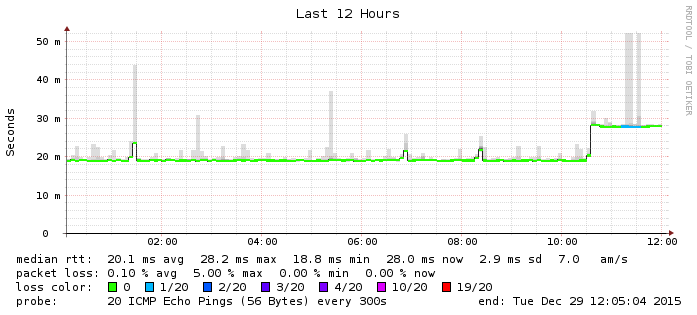 Last 12 Hours
RRDTOOL / TOBI OETIKER
Seconds
50 m
40 m
30 m
20 m
10 m
0
02:00 04:00 06:00 08:00 10:00 12:00
median rtt: 20.1 ms avg 28.2 ms max 18.8 ms min 28.0 ms now 2.9 ms sd 7.0 am/s
packet loss: 0.10 % avg 5.00 % max 0.00 % min 0.00 % now
loss color: 0 1/20 2/20 3/20 4/20 10/20 19/20
probe: 20 ICMP Echo Pings (56 Bytes) every 300s end: Tue Dec 29 12:05:04 2015